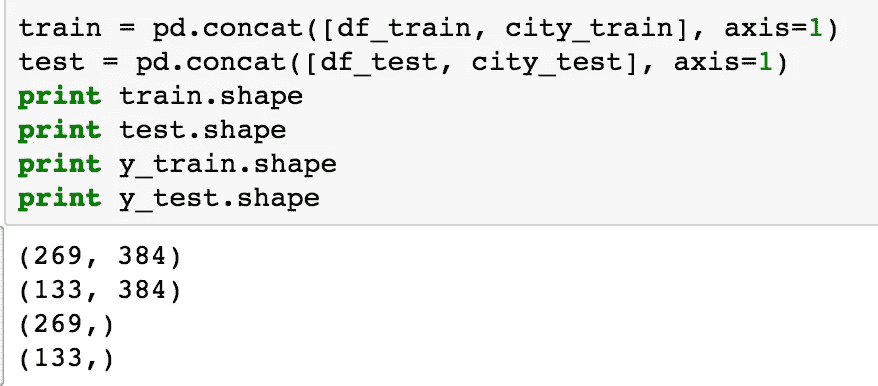 train = pd.concat([df_train, city_train], axis=1)
test = pd.concat([df_test, city_test], axis=1)
print train.shape
print test.shape
print y_train.shape
print y_test.shape
(269, 384)
(133, 384)
(269,)
(133,)